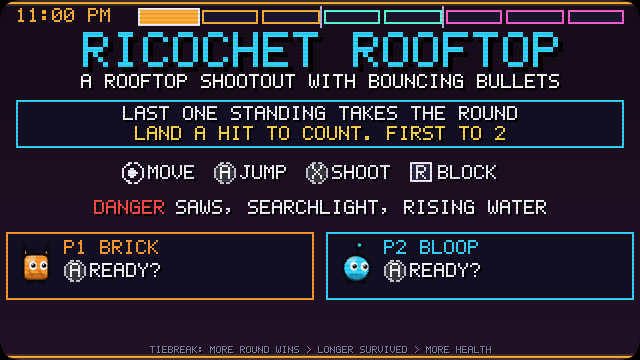 11:00 PM
RICOCHET ROOFTOP
A ROOFTOP SHOOTOUT WITH BOUNCING BULLETS
LAST ONE STANDING TAKES THE ROUND
LAND A HIT TO COUNT. FIRST TO 2
MOVE A JUMP X SHOOT R BLOCK
DANGER SAWS, SEARCHLIGHT, RISING WATER
P1 BRICK
A READY?
P2 BLOOP
A READY?
TIEBREAK: MORE ROUND WINS > LONGER SURVIVED > MORE HEALTH